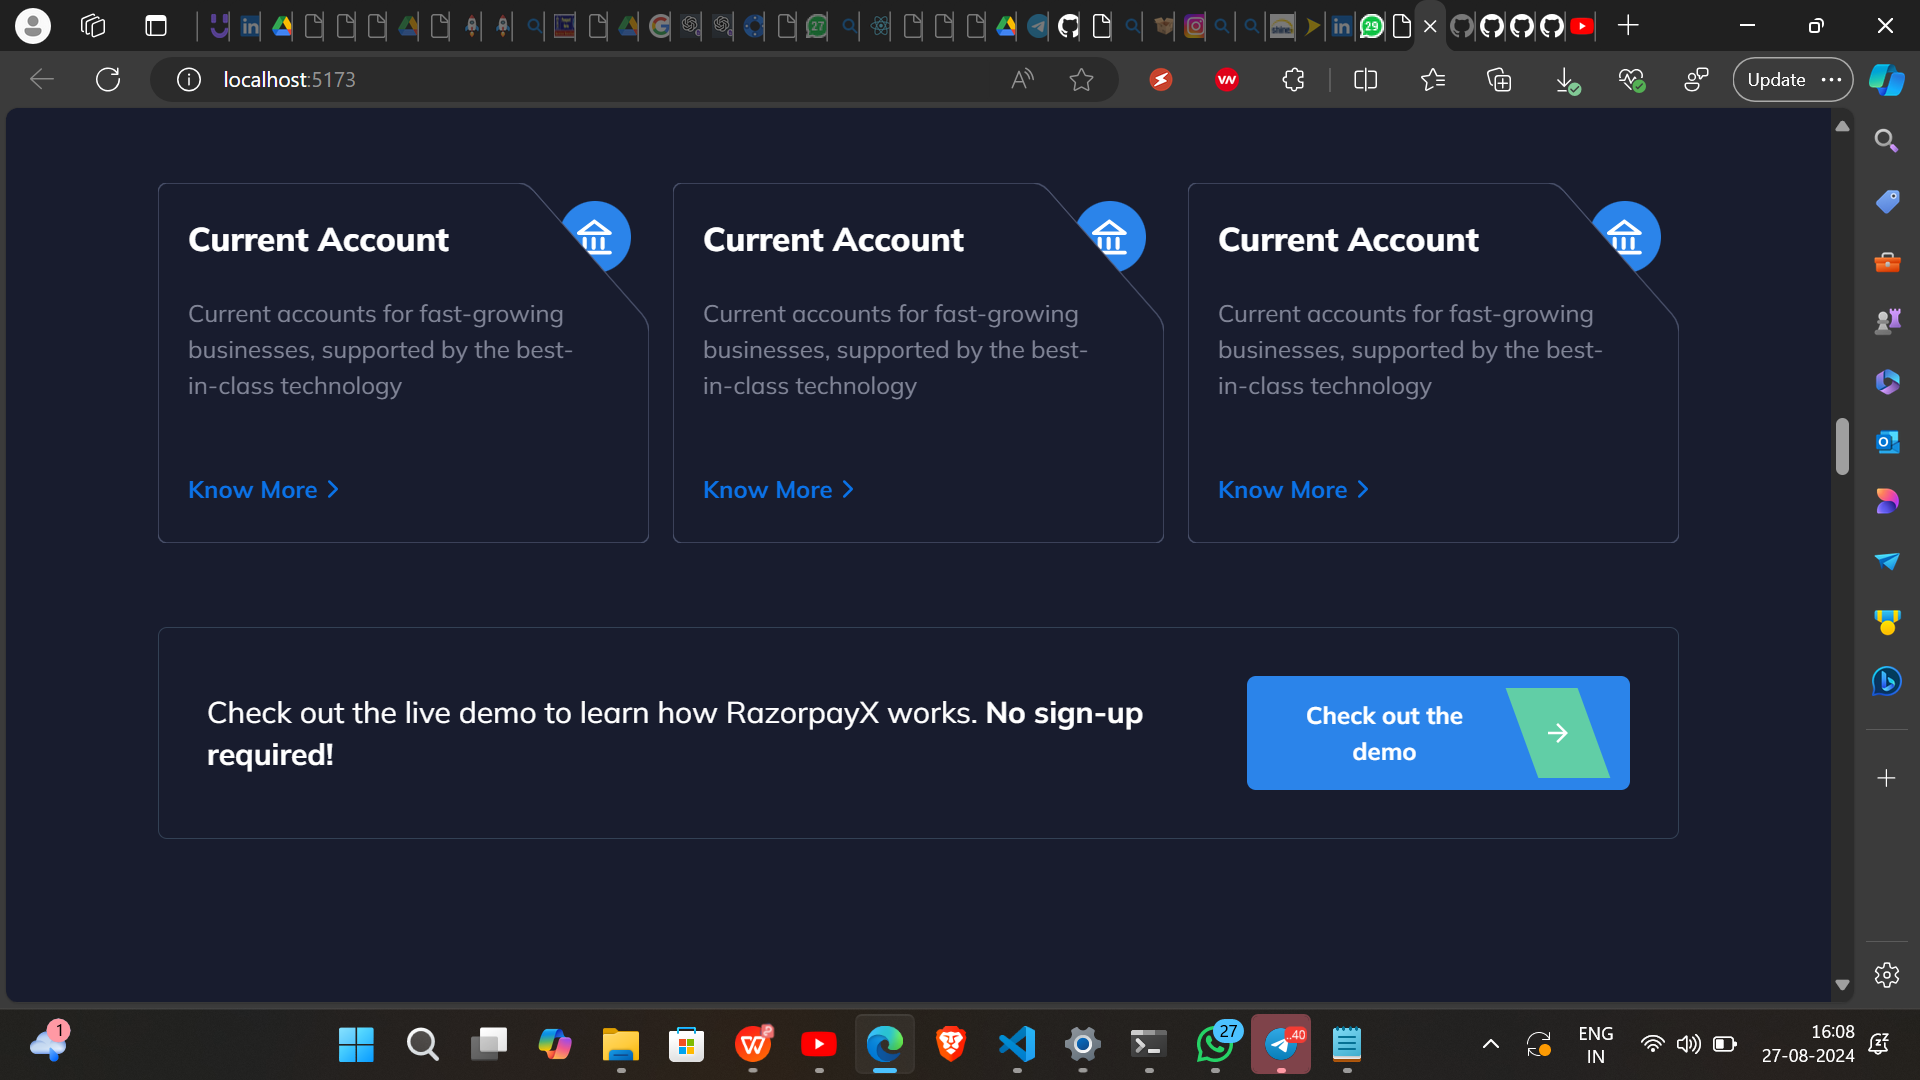 27
29
localhost:5173
Update
Current Account
Current accounts for fast-growing
businesses, supported by the best-
in-class technology
Know More
Current Account
Current accounts for fast-growing
businesses, supported by the best-
in-class technology
Know More
Current Account
Current accounts for fast-growing
businesses, supported by the best-
in-class technology
Know More
Check out the live demo to learn how RazorpayX works. No sign-up
required!
Check out the
demo
1
27
..40
ENG
IN
16:08
27-08-2024